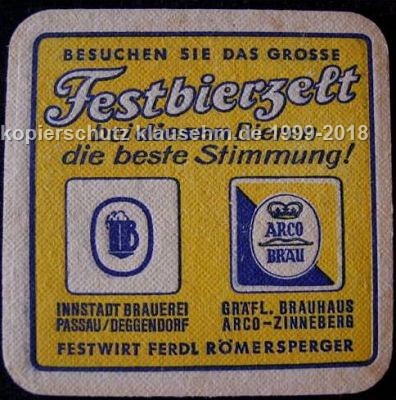 BESUCHEN SIE DAS GROSSE
Festbierzelt
kopierschutz klausehm.de 1999-2018
die beste Stimmung!
ARCO
BRÄU
INNSTADT BRAUEREI
PASSAU/DEGGENDORF
GRÄFL. BRAUHAUS
ARCO-ZINNEBERG
FESTWIRT FERDL RÖMERSPERGER